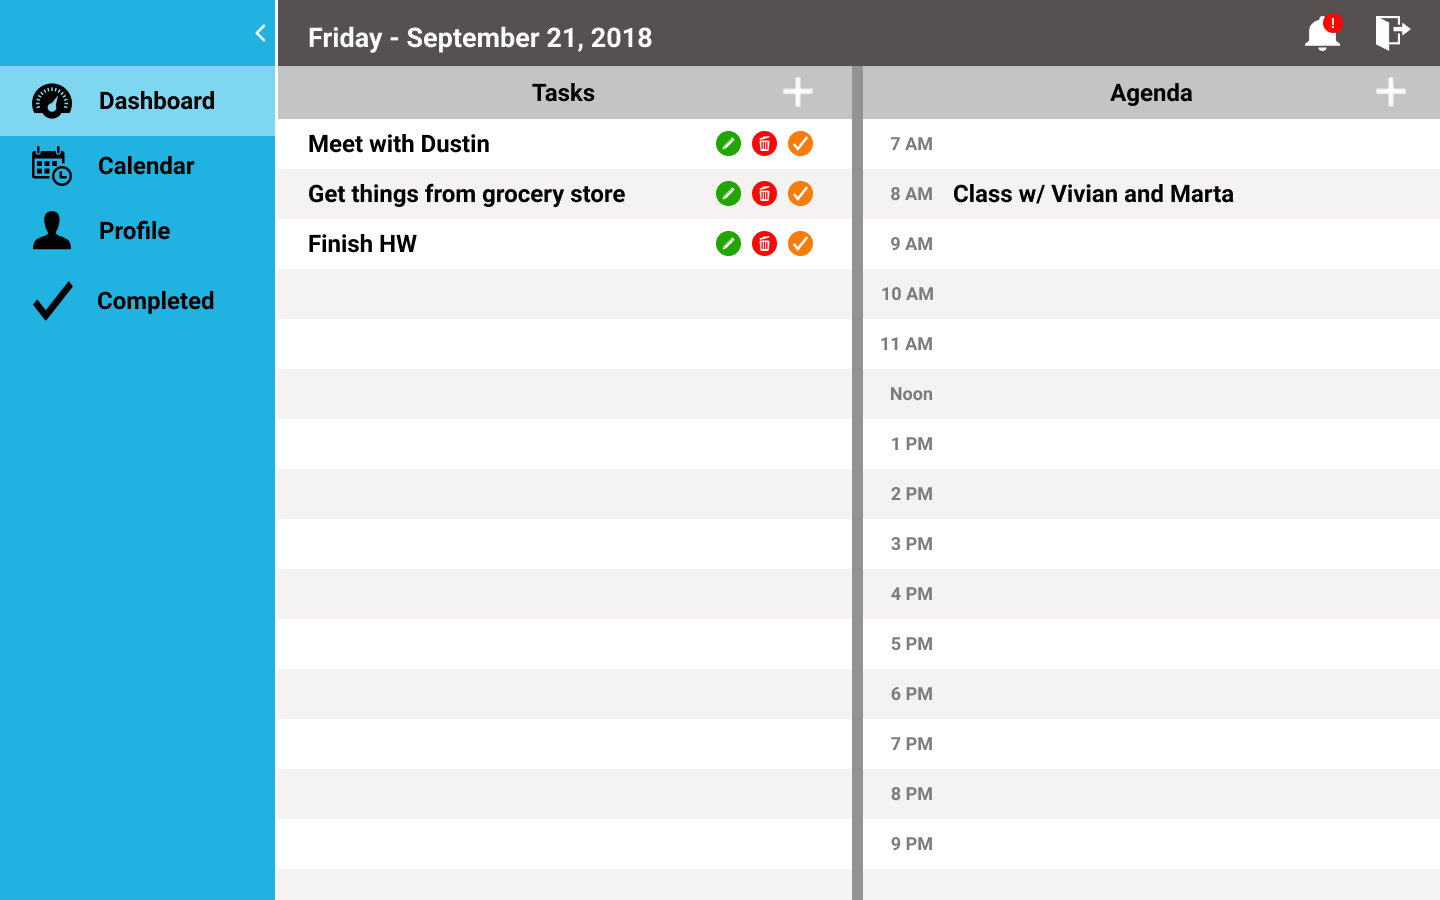 Friday - September 21, 2018
!
Dashboard
Calendar
Profile
Completed
Tasks
Meet with Dustin
Get things from grocery store
Finish HW
Agenda
7 AM
8 AM Class w/ Vivian and Marta
9 AM
10 AM
11 AM
Noon
1 PM
2 PM
3 PM
4 PM
5 PM
6 PM
7 PM
8 PM
9 PM